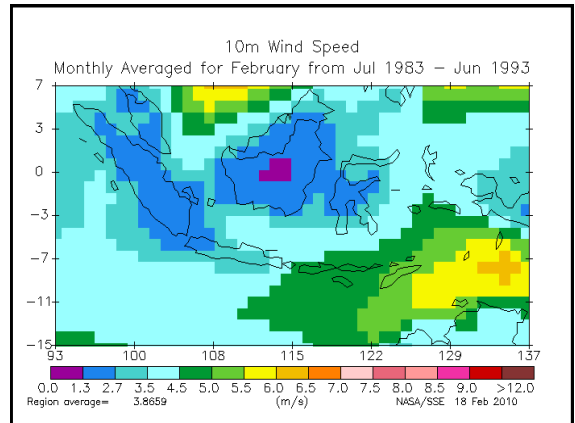 10m Wind Speed
Monthly Averaged for February from Jul 1983 – Jun 1993
7
3
0
−3
−7
−11
−15
93 100 108 115 122 129 137
0.0 1.3 2.7 3.5 4.5 5.0 5.5 6.0 6.5 7.0 7.5 8.5 9.0 >12.0
Region average= 3.8659 (m/s) NASA/SSE 18 Feb 2010